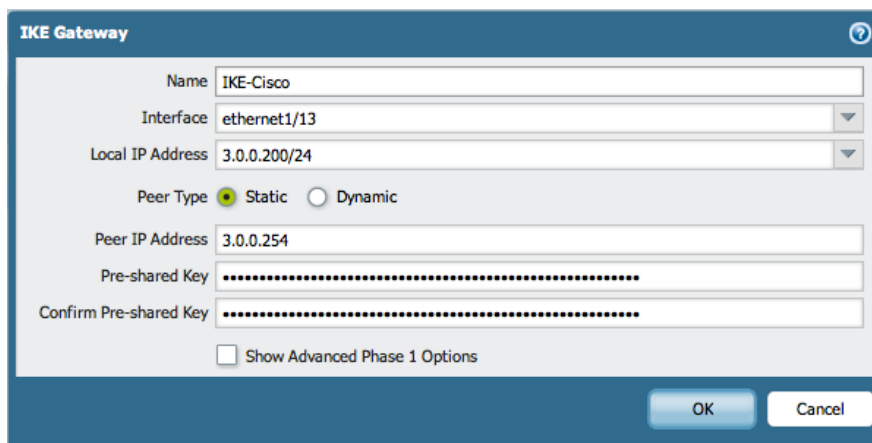 IKE Gateway
Name IKE-Cisco
Interface ethernet1/13
Local IP Address 3.0.0.200/24
Peer Type Static Dynamic
Peer IP Address 3.0.0.254
Pre-shared Key ••••••••••••••••••••••••••••••••••••••••••••••••••••••••
Confirm Pre-shared Key ••••••••••••••••••••••••••••••••••••••••••••••••••••••••
Show Advanced Phase 1 Options
OK Cancel